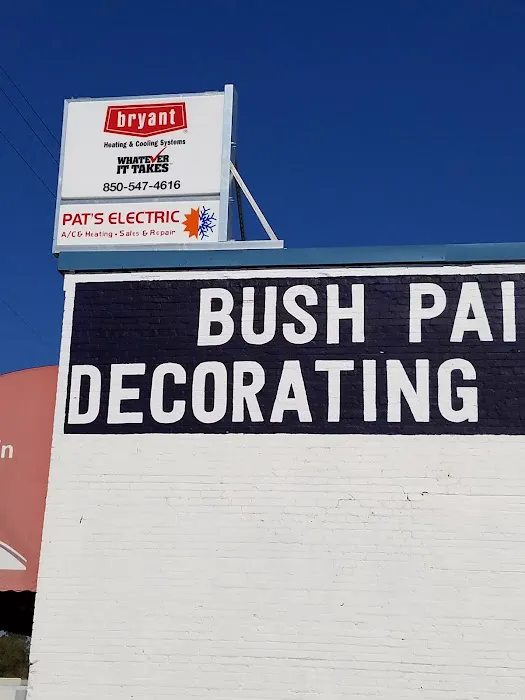 bryant
Heating & Cooling Systems
WHATEVER
IT TAKES
850-547-4616
PAT'S ELECTRIC
A/C & Heating • Sales & Repair
BUSH PAI
DECORATING
n